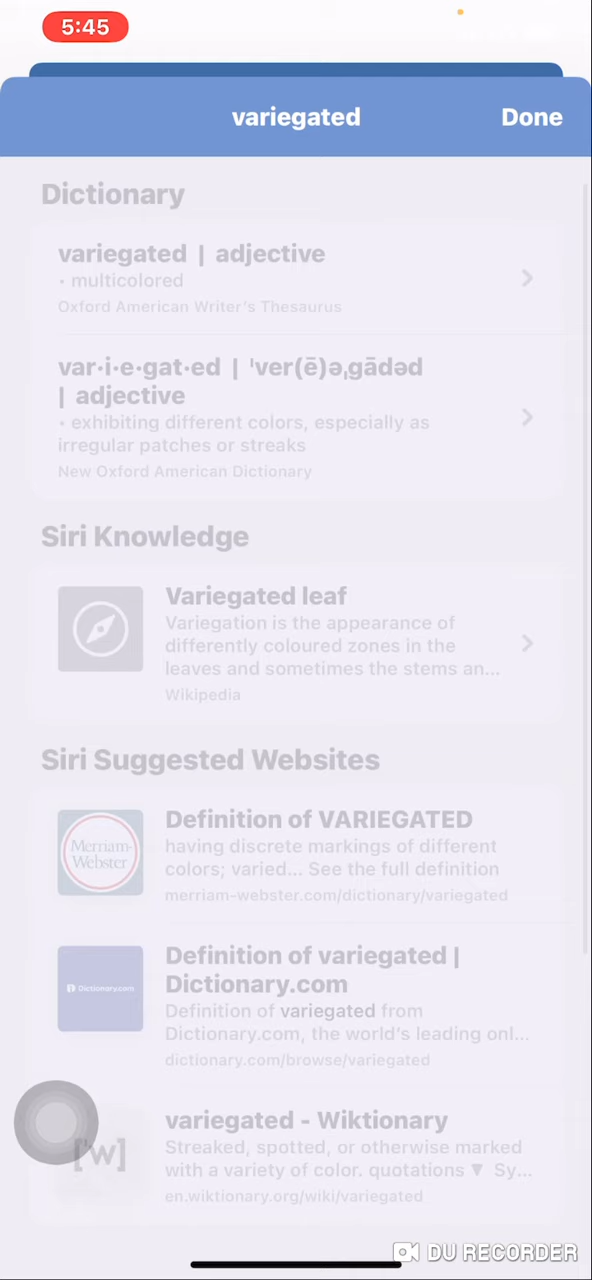 5:45
variegated
Done
Dictionary
variegated | adjective
• multicolored
Oxford American Writer's Thesaurus
var·i·e·gat·ed | ˈver(ē)əˌgādəd
| adjective
• exhibiting different colors, especially as
irregular patches or streaks
New Oxford American Dictionary
Siri Knowledge
Variegated leaf
Variegation is the appearance of
differently coloured zones in the
leaves and sometimes the stems an...
Wikipedia
Siri Suggested Websites
Merriam-
Webster
Definition of VARIEGATED
having discrete markings of different
colors; varied... See the full definition
merriam-webster.com/dictionary/variegated
Dictionary.com
Definition of variegated |
Dictionary.com
Definition of variegated from
Dictionary.com, the world's leading onl...
dictionary.com/browse/variegated
['W]
variegated - Wiktionary
Streaked, spotted, or otherwise marked
with a variety of color. quotations ▼ Sy...
en.wiktionary.org/wiki/variegated
DU RECORDER